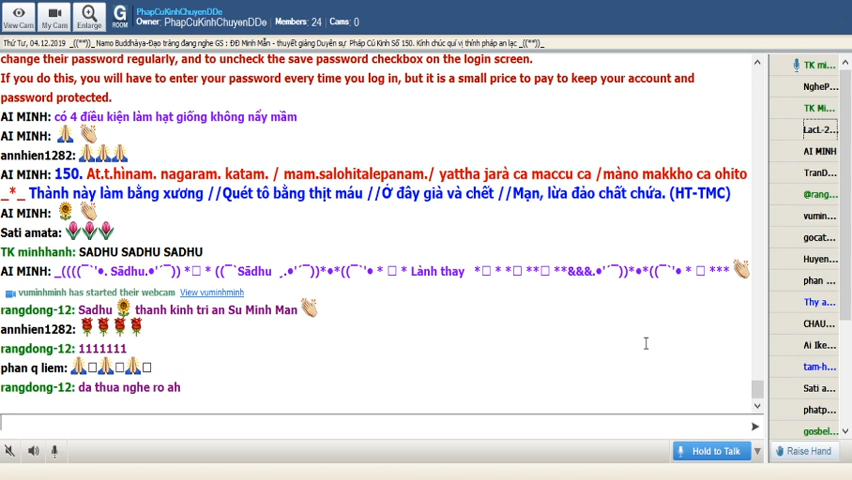 View Cam
My Cam
Enlarge
G
ROOM
PhapCuKinhChuyenDDe
Owner: PhapCuKinhChuyenDDe Members: 24 Cams: 0
Thứ Tư, 04.12.2019 _((**))_ Namo Buddhàya-Đạo tràng đang nghe GS : ĐĐ Minh Mẫn - thuyết giảng Duyên sự Pháp Cú Kinh Số 150. Kính chúc quí vị thính pháp an lạc _((**))_
change their password regularly, and to uncheck the save password checkbox on the login screen.
If you do this, you will have to enter your password every time you log in, but it is a small price to pay to keep your account and
password protected.
AI MINH: có 4 điều kiện làm hạt giống không nẩy mầm
AI MINH: 🙏 👏
annhien1282: 🙏🙏🙏
AI MINH: 150. At.t.hìnam. nagaram. katam. / mam.salohitalepanam./ yattha jarà ca maccu ca /màno makkho ca ohito
_*_ Thành này làm bằng xương //Quét tô bằng thịt máu //Ở đây già và chết //Mạn, lừa đảo chất chứa. (HT-TMC)
AI MINH: 🌻 👏
Sati amata: 🌷🌷🌷
TK minhhanh: SADHU SADHU SADHU
AI MINH: _((((¯`'•. Sādhu•.'´¯)) *□ * ((¯`Sādhu ¸.•'´¯))*•*((¯`'• * □ * Lành thay *□ * *□ **□ **&&&.•'´¯))*•*((¯`'• * □ *** 👏
vuminhminh has started their webcam View vuminhminh
rangdong-12: Sadhu 🌻 thanh kinh tri an Su Minh Man 👏
annhien1282: 🌹🌹🌹🌹
rangdong-12: 1111111
phan q liem: 🙏□🙏□🙏□
rangdong-12: da thua nghe ro ah
TK mi...
NgheP...
TK Mi...
LacL-2...
AI MINH
TranD...
@rang...
vumin...
gocat...
Huyen...
phan ...
Thy a...
CHAU...
Ai Ike...
tam-h...
Sati a...
phatp...
gosbel...
Hold to Talk
Raise Hand